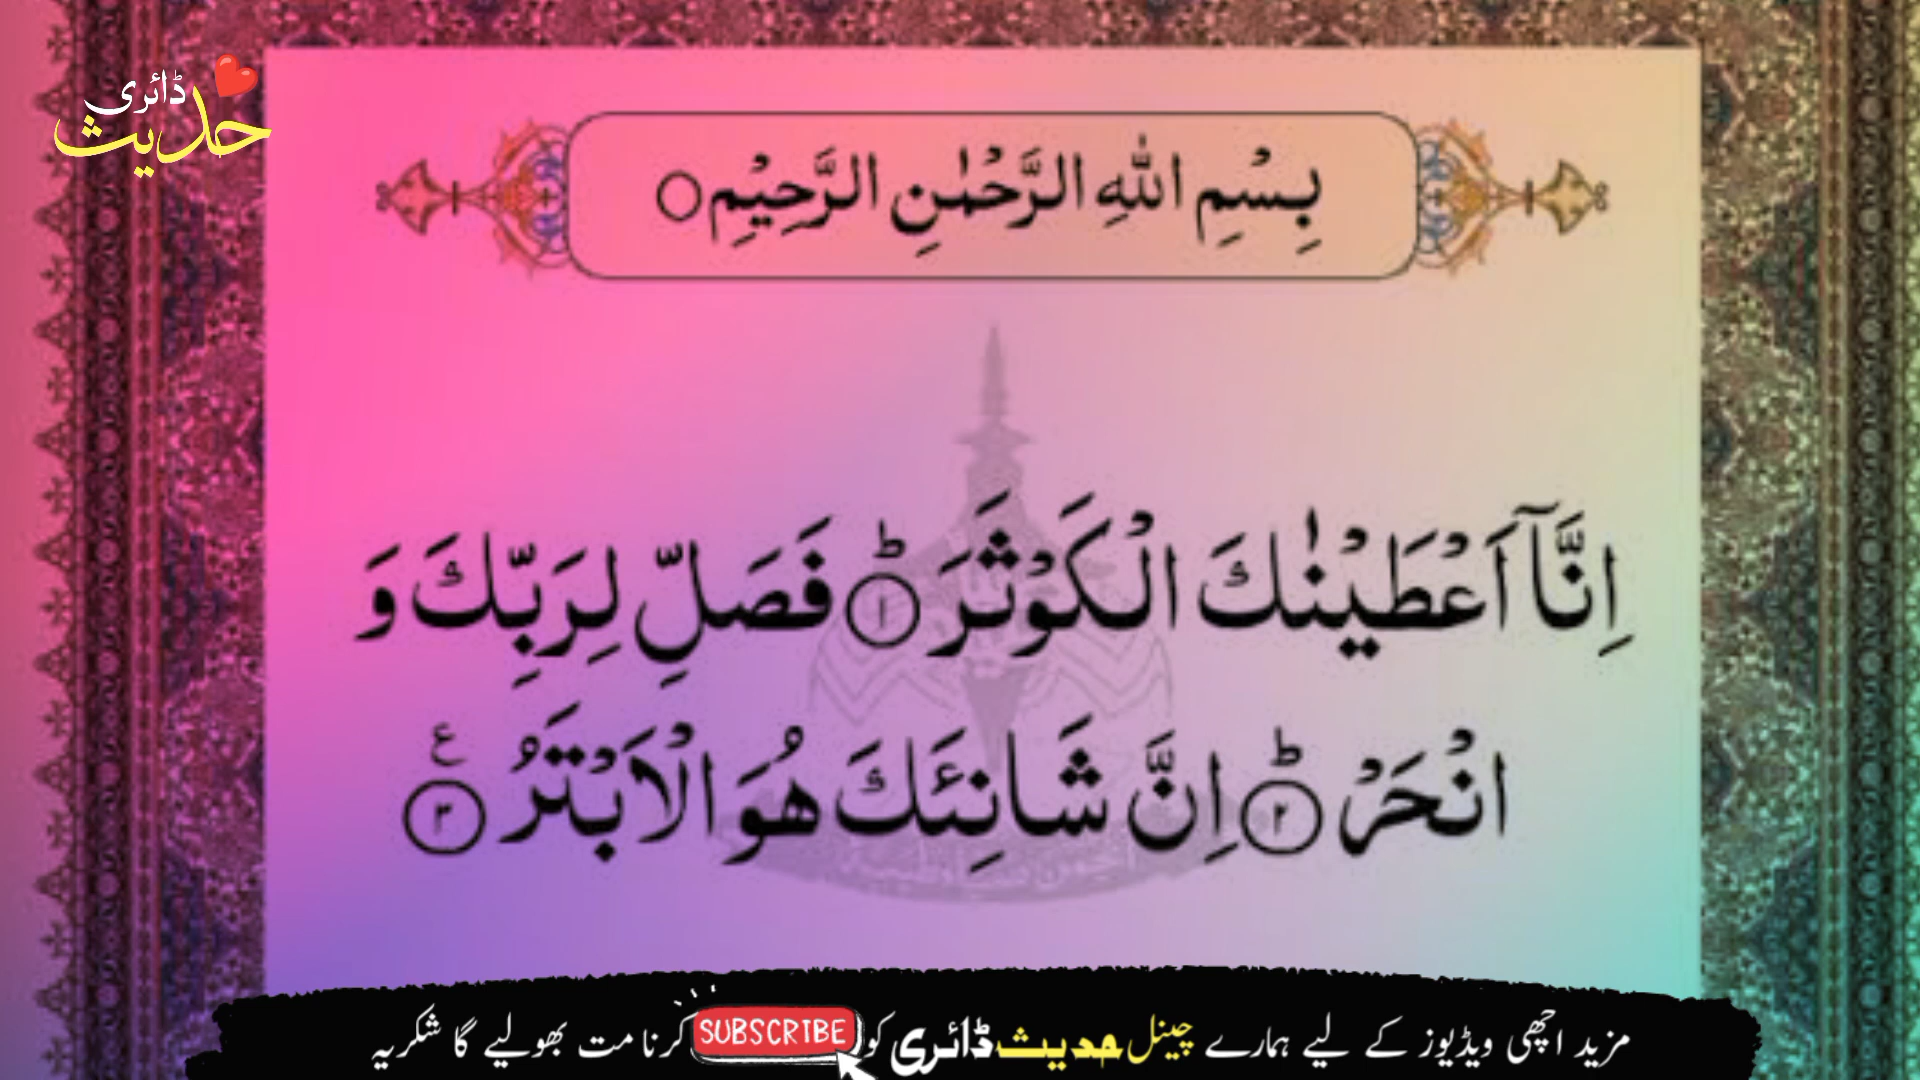 ڈائری
حدیث
بِسْمِ اللّٰهِ الرَّحْمٰنِ الرَّحِيْمِ○
اِنَّاۤ اَعْطَيْنٰكَ الْكَوْثَرَ ؕ﴿۱﴾ فَصَلِّ لِرَبِّكَ وَ
انْحَرْ ؕ﴿۲﴾ اِنَّ شَانِئَكَ هُوَ الْاَبْتَرُ ﴿۳﴾ ع
مزید اچھی ویڈیوز کے لیے ہمارے چینل حدیث ڈائری کو SUBSCRIBE کرنا مت بھولیے گا شکریہ